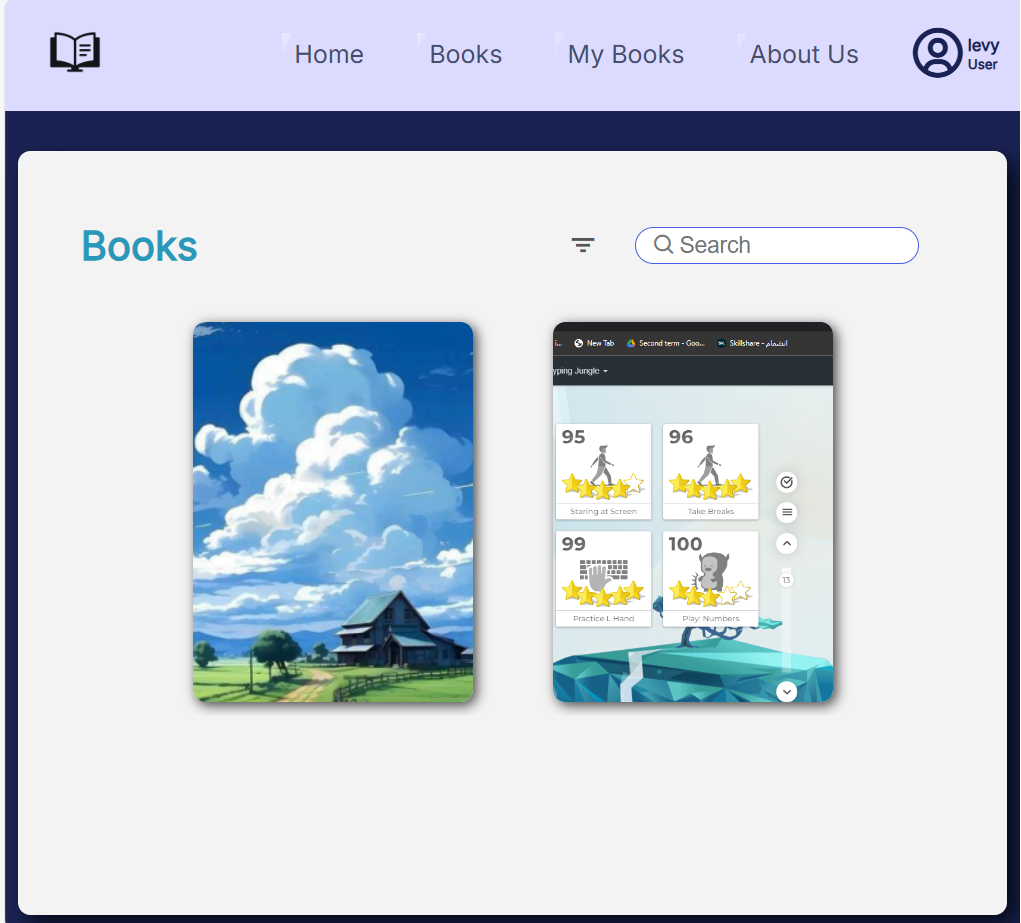 Home Books My Books About Us levy
User
Books
Search
i... New Tab Second term - Goo... Skillshare - انضمام
yping Jungle
95 96
Staring at Screen Take Breaks
99 100
13
Practice L Hand Play: Numbers